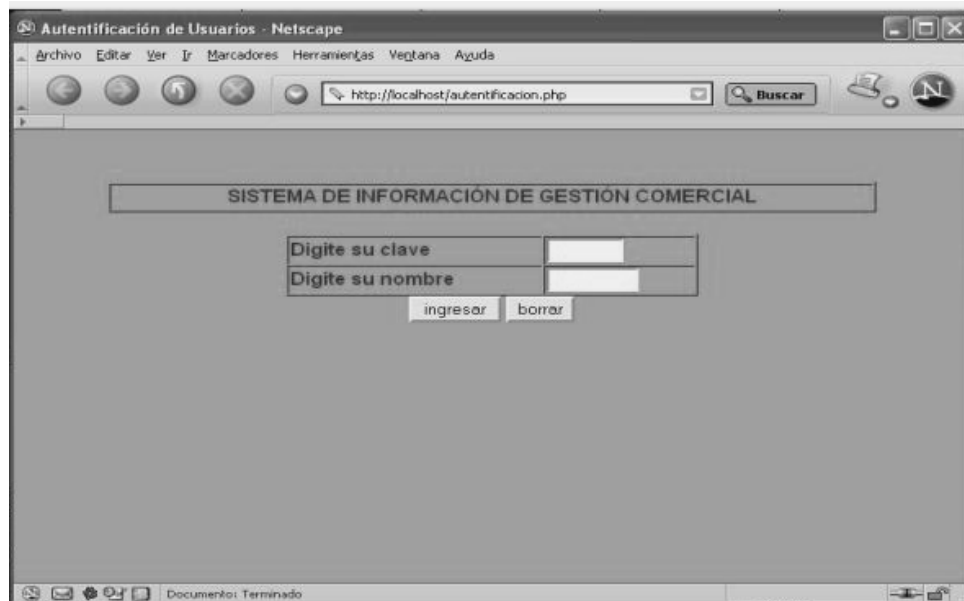 Autentificación de Usuarios - Netscape
Archivo Editar Ver Ir Marcadores Herramientas Ventana Ayuda
http://localhost/autentificacion.php Buscar N
SISTEMA DE INFORMACIÓN DE GESTIÓN COMERCIAL
Digite su clave
Digite su nombre
ingresar borrar
Documento: Terminado